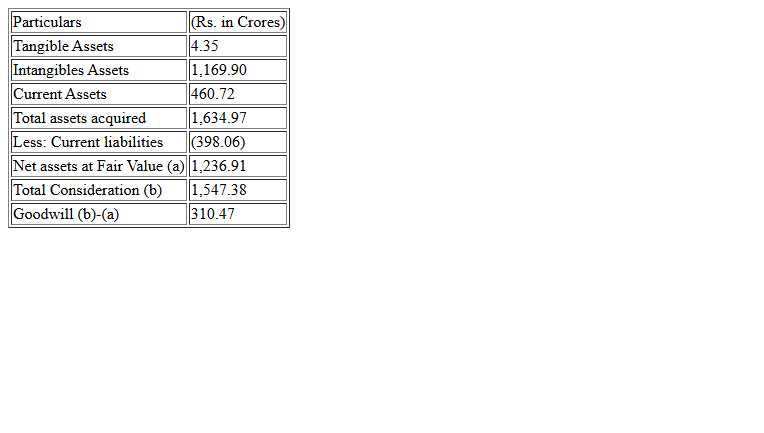 Particulars (Rs. in Crores)
Tangible Assets 4.35
Intangibles Assets 1,169.90
Current Assets 460.72
Total assets acquired 1,634.97
Less: Current liabilities (398.06)
Net assets at Fair Value (a) 1,236.91
Total Consideration (b) 1,547.38
Goodwill (b)-(a) 310.47